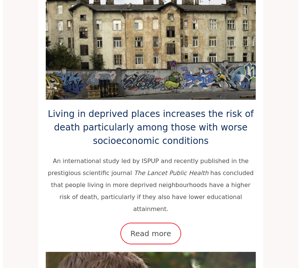 Living in deprived places increases the risk of
death particularly among those with worse
socioeconomic conditions
An international study led by ISPUP and recently published in the
prestigious scientific journal The Lancet Public Health has concluded
that people living in more deprived neighbourhoods have a higher
risk of death, particularly if they also have lower educational
attainment.
Read more